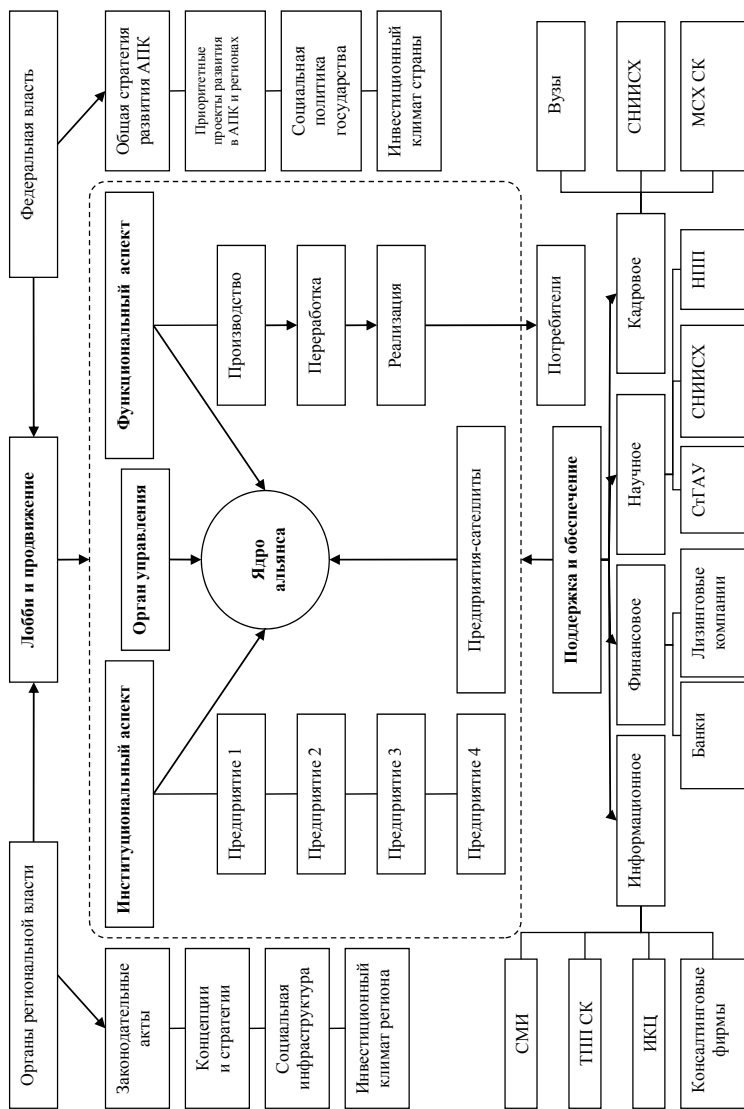 Органы региональной власти
Лобби и продвижение
Федеральная власть
Законодательные
акты
Концепции
и стратегии
Социальная
инфраструктура
Инвестиционный
климат региона
Институциональный аспект
Орган управления
Функциональный аспект
Предприятие 1
Предприятие 2
Предприятие 3
Предприятие 4
Ядро
альянса
Предприятия-сателлиты
Производство
Переработка
Реализация
Потребители
Общая стратегия
развития АПК
Приоритетные
проекты развития
в АПК и регионах
Социальная
политика
государства
Инвестиционный
климат страны
Поддержка и обеспечение
Информационное
Финансовое
Научное
Кадровое
СМИ
ТПП СК
ИКЦ
Консалтинговые
фирмы
Банки
Лизинговые
компании
СтГАУ
СНИИСХ
НПП
Вузы
СНИИСХ
МСХ СК